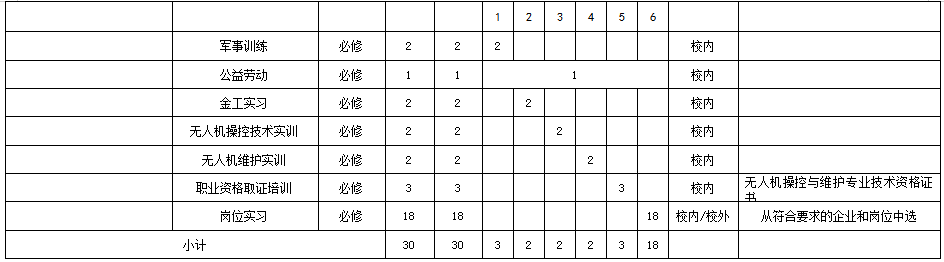 1 2 3 4 5 6
军事训练 必修 2 2 2 校内
公益劳动 必修 1 1 1 校内
金工实习 必修 2 2 2 校内
无人机操控技术实训 必修 2 2 2 校内
无人机维护实训 必修 2 2 2 校内
职业资格取证培训 必修 3 3 3 校内 无人机操控与维护专业技术资格证
书
岗位实习 必修 18 18 18 校内/校外 从符合要求的企业和岗位中选
小计 30 30 3 2 2 2 3 18